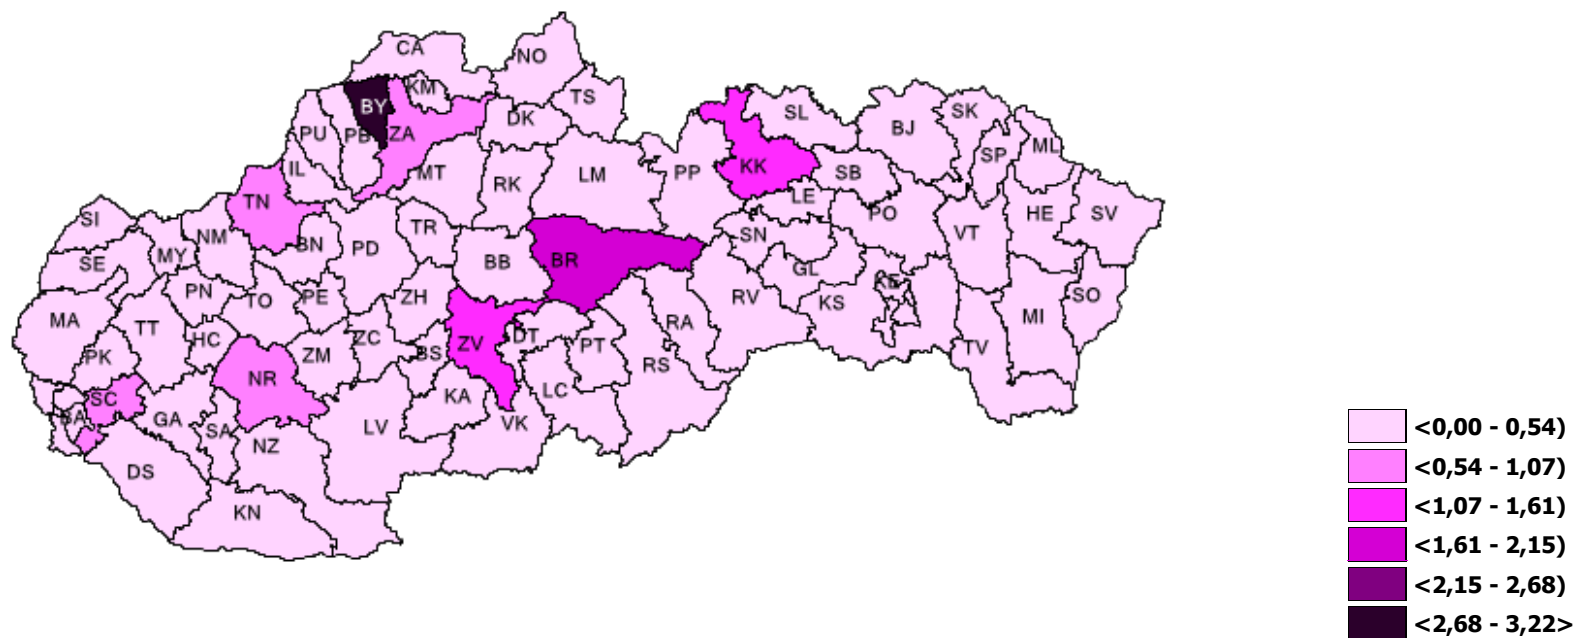 CA
NO
KM
BY
TS
DK
PU
PB
ZA
SL
SK
BJ
ML
SP
IL
MT
RK
LM
PP
KK
SB
TN
LE
SI
NM
TR
PO
HE
SV
BN
PD
SN
VT
MY
SE
BB
BR
GL
KE
PN
TO
PE
ZH
RV
KS
SO
MA
TT
HC
ZC
ZV
DT
RA
MI
PK
ZM
BS
PT
TV
NR
RS
SC
KA
LC
BA
GA
SA
LV
VK
NZ
DS
KN
<0,00 - 0,54)
<0,54 - 1,07)
<1,07 - 1,61)
<1,61 - 2,15)
<2,15 - 2,68)
<2,68 - 3,22>